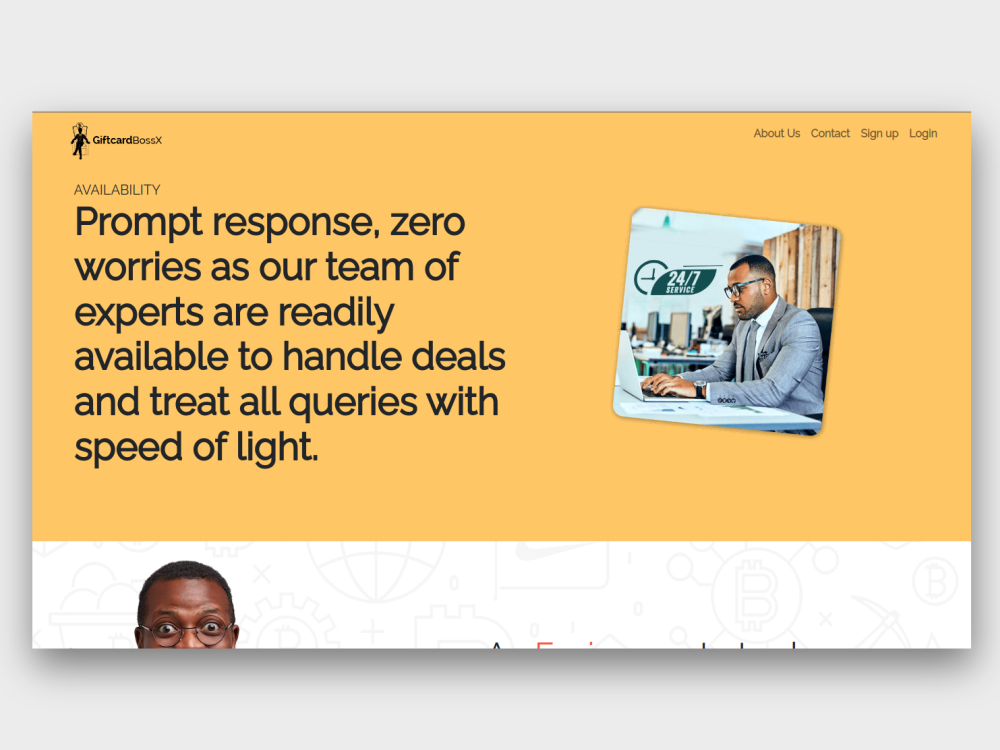 GiftcardBossX
About Us Contact Sign up Login
AVAILABILITY
Prompt response, zero
worries as our team of
experts are readily
available to handle deals
and treat all queries with
speed of light.
24/7
SERVICE